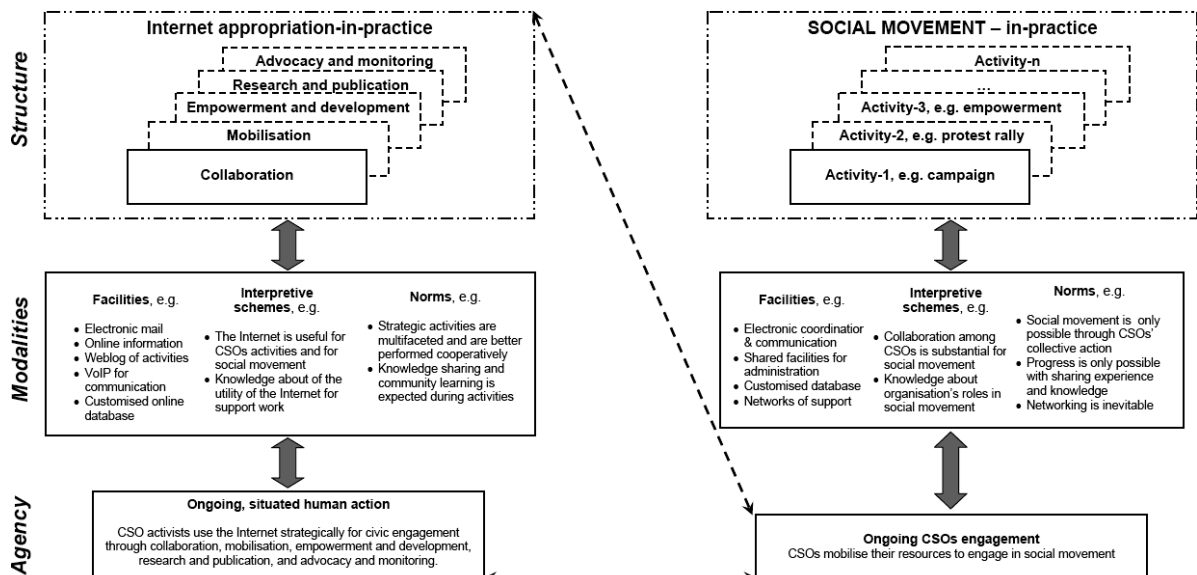 Internet appropriation-in-practice
Advocacy and monitoring
Research and publication
Empowerment and development
Mobilisation
Collaboration
SOCIAL MOVEMENT – in-practice
Activity-n
...
Activity-3, e.g. empowerment
Activity-2, e.g. protest rally
Activity-1, e.g. campaign
Structure
Modalities
Agency
Facilities, e.g.
• Electronic mail
• Online information
• Weblog of activities
• VoIP for
communication
• Customised online
database
Interpretive
schemes, e.g.
• The Internet is useful for
CSOs activities and for
social movement
• Knowledge about of the
utility of the Internet for
support work
Norms, e.g.
• Strategic activities are
multifaceted and are better
performed cooperatively
• Knowledge sharing and
community learning is
expected during activities
Facilities, e.g.
• Electronic coordination
& communication
• Shared facilities for
administration
• Customised database
• Networks of support
Interpretive
schemes, e.g.
• Collaboration among
CSOs is substantial for
social movement
• Knowledge about
organisation's roles in
social movement
Norms, e.g.
• Social movement is only
possible through CSOs'
collective action
• Progress is only possible
with sharing experience
and knowledge
• Networking is inevitable
Ongoing, situated human action
CSO activists use the Internet strategically for civic engagement
through collaboration, mobilisation, empowerment and development,
research and publication, and advocacy and monitoring.
Ongoing CSOs engagement
CSOs mobilise their resources to engage in social movement